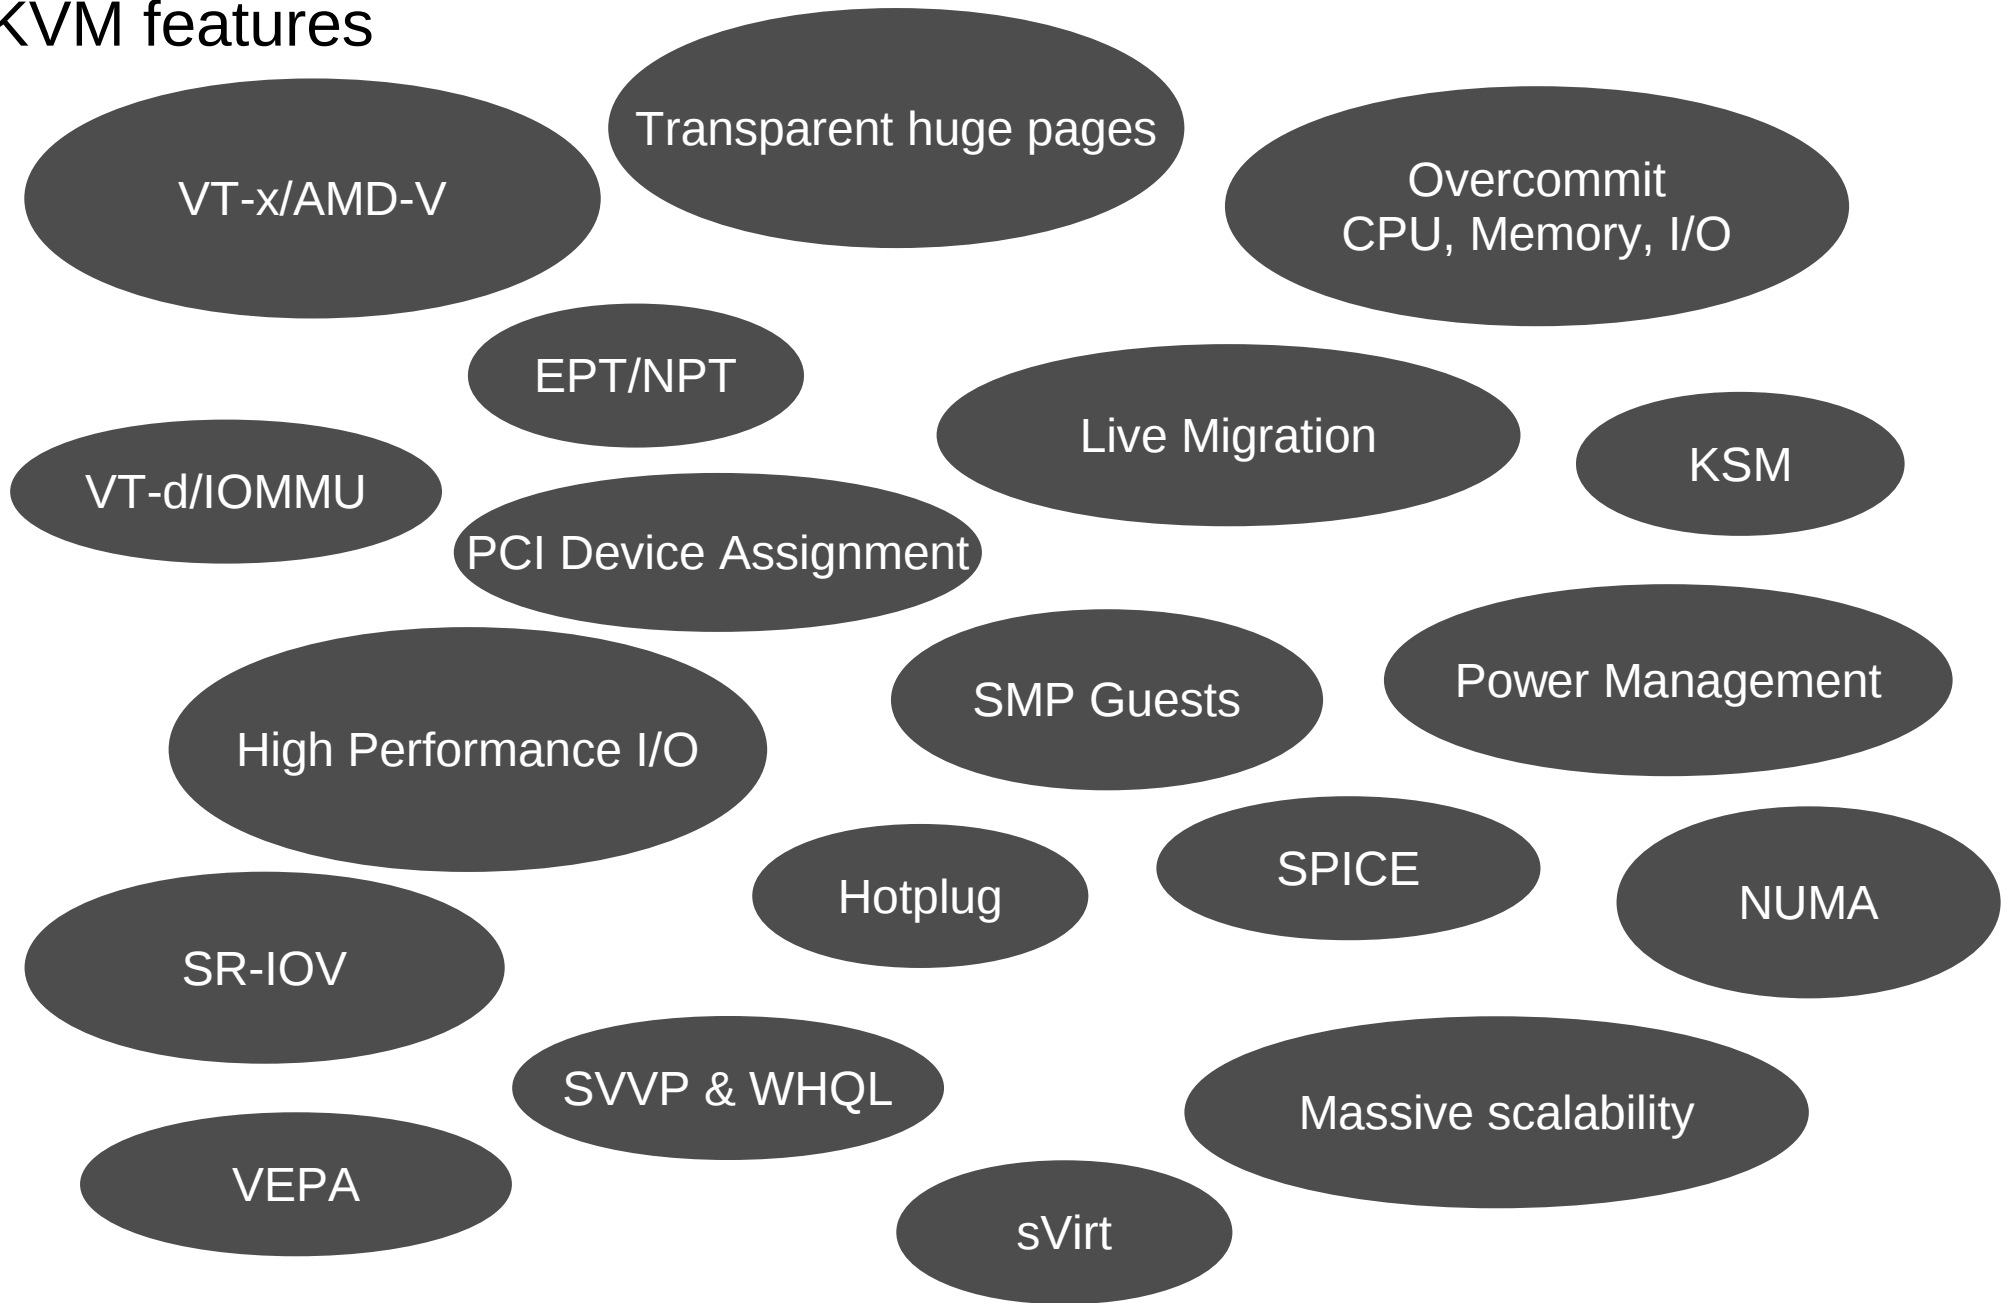 KVM features
Transparent huge pages
VT-x/AMD-V
Overcommit
CPU, Memory, I/O
EPT/NPT
Live Migration
KSM
VT-d/IOMMU
PCI Device Assignment
SMP Guests
Power Management
High Performance I/O
SPICE
Hotplug
NUMA
SR-IOV
SVVP & WHQL
Massive scalability
VEPA
sVirt